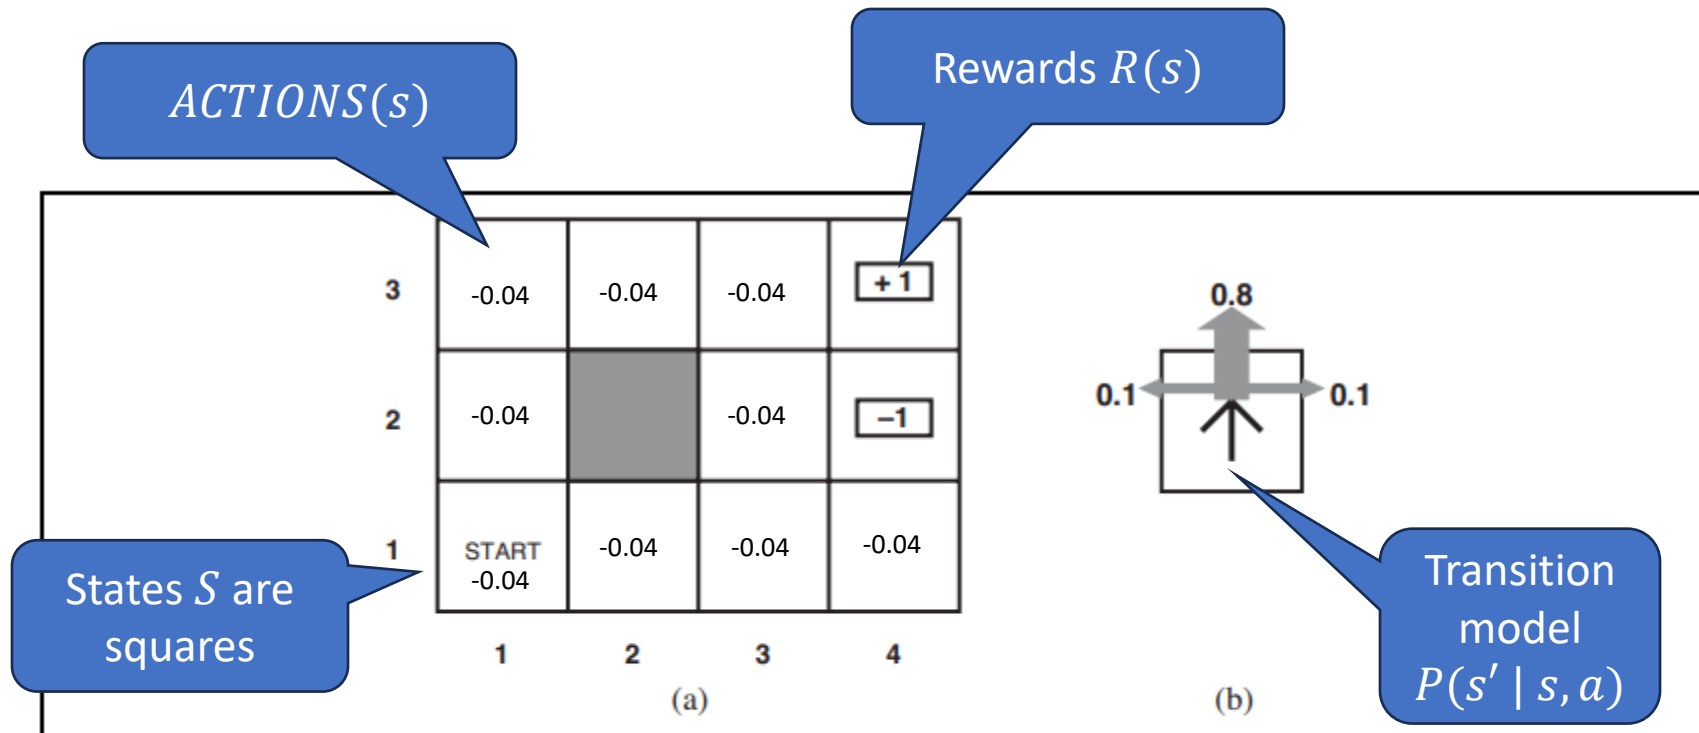 ACTIONS(s)
Rewards R(s)
3 -0.04 -0.04 -0.04 + 1
2 -0.04 -0.04 –1
1 START -0.04 -0.04 -0.04
-0.04
1 2 3 4
(a)
0.8
0.1 0.1
(b)
States S are
squares
Transition
model
P(s′ | s, a)